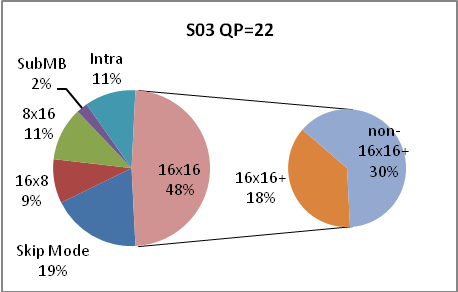 S03 QP=22
SubMB
2%
Intra
11%
8x16
11%
16x8
9%
Skip Mode
19%
16x16
48%
16x16+
18%
non-
16x16+
30%